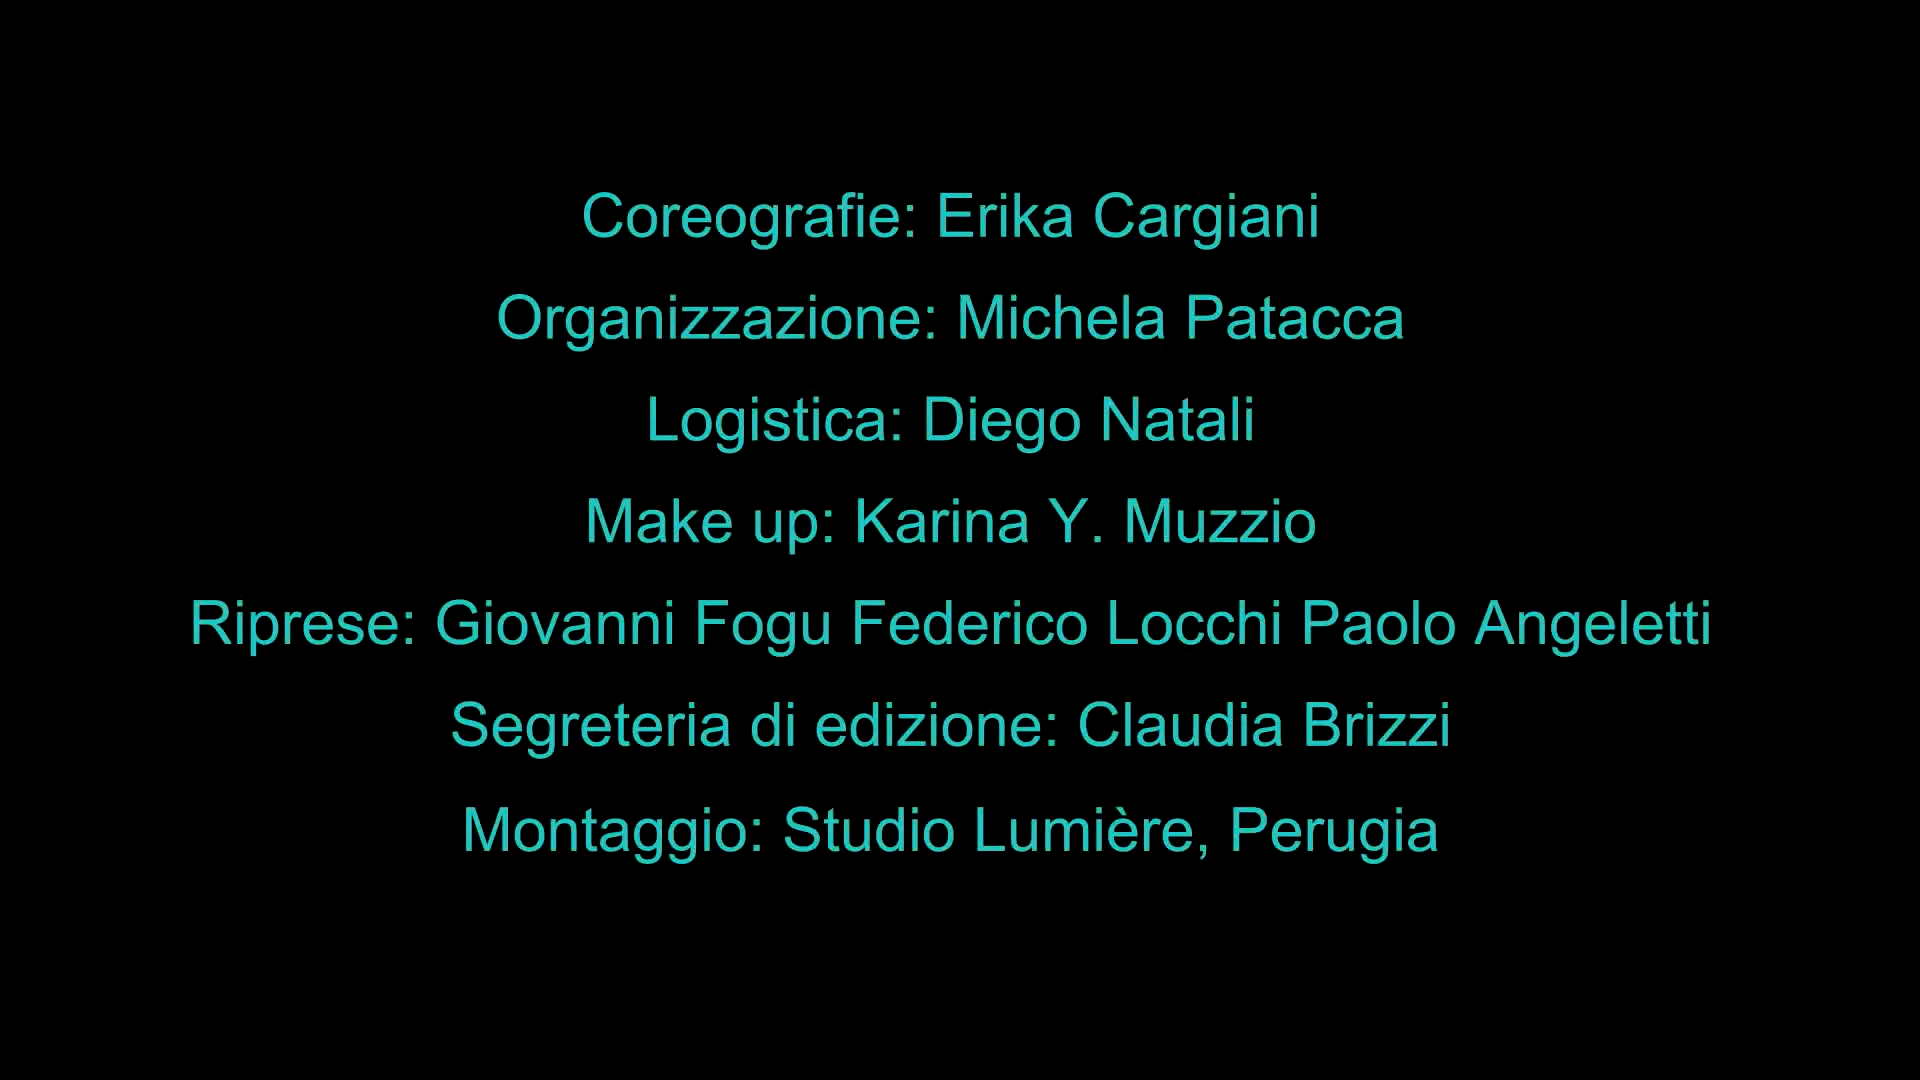 Coreografie: Erika Cargiani
Organizzazione: Michela Patacca
Logistica: Diego Natali
Make up: Karina Y. Muzzio
Riprese: Giovanni Fogu Federico Locchi Paolo Angeletti
Segreteria di edizione: Claudia Brizzi
Montaggio: Studio Lumière, Perugia